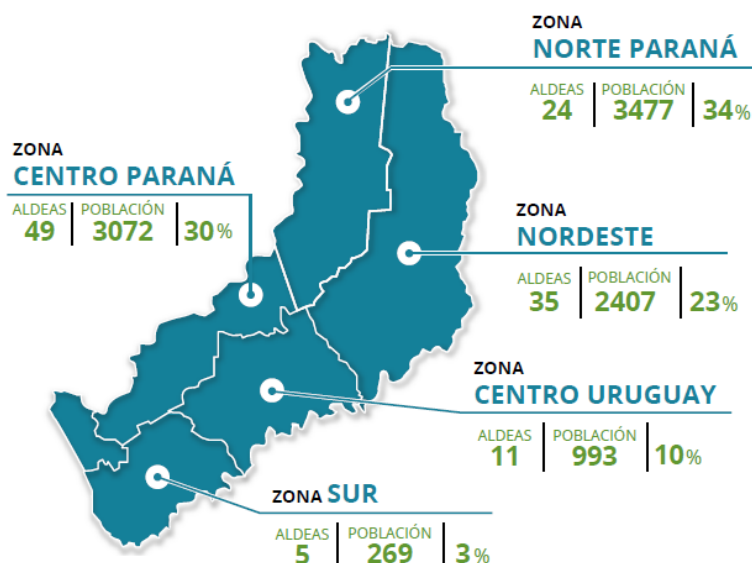 ZONA
NORTE PARANÁ
ALDEAS POBLACIÓN
24 3477 34%
ZONA
CENTRO PARANÁ
ALDEAS POBLACIÓN
49 3072 30%
ZONA
NORDESTE
ALDEAS POBLACIÓN
35 2407 23%
ZONA
CENTRO URUGUAY
ALDEAS POBLACIÓN
11 993 10%
ZONA SUR
ALDEAS POBLACIÓN
5 269 3%